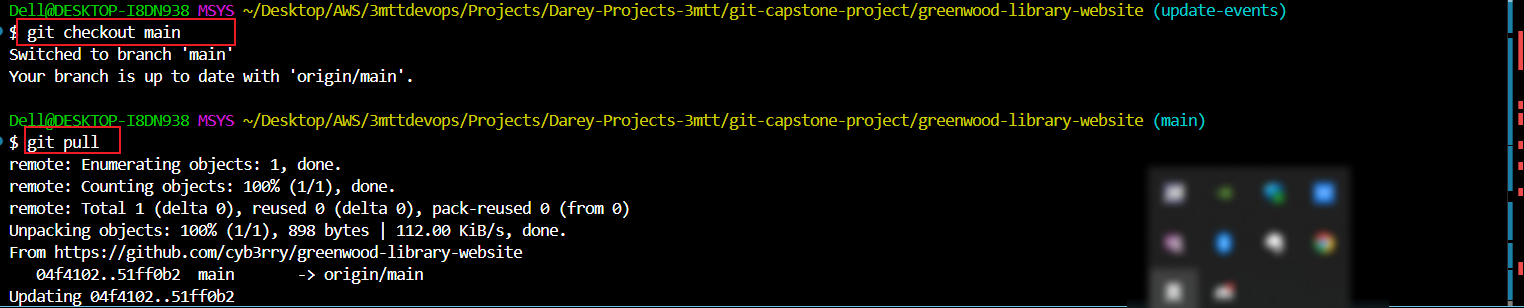 Dell@DESKTOP-I8DN938 MSYS ~/Desktop/AWS/3mttdevops/Projects/Darey-Projects-3mtt/git-capstone-project/greenwood-library-website (update-events)
$ git checkout main
Switched to branch 'main'
Your branch is up to date with 'origin/main'.
Dell@DESKTOP-I8DN938 MSYS ~/Desktop/AWS/3mttdevops/Projects/Darey-Projects-3mtt/git-capstone-project/greenwood-library-website (main)
$ git pull
remote: Enumerating objects: 1, done.
remote: Counting objects: 100% (1/1), done.
remote: Total 1 (delta 0), reused 0 (delta 0), pack-reused 0 (from 0)
Unpacking objects: 100% (1/1), 898 bytes | 112.00 KiB/s, done.
From https://github.com/cyb3rry/greenwood-library-website
   04f4102..51ff0b2  main       -> origin/main
Updating 04f4102..51ff0b2